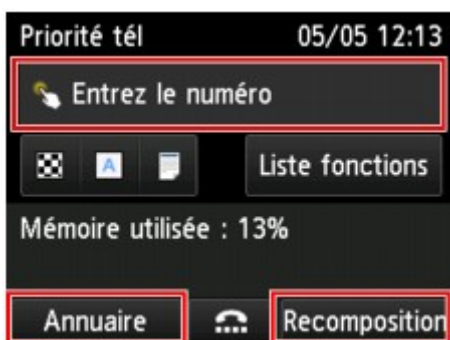 Priorité tél 05/05 12:13
Entrez le numéro
A Liste fonctions
Mémoire utilisée : 13%
Annuaire Recomposition